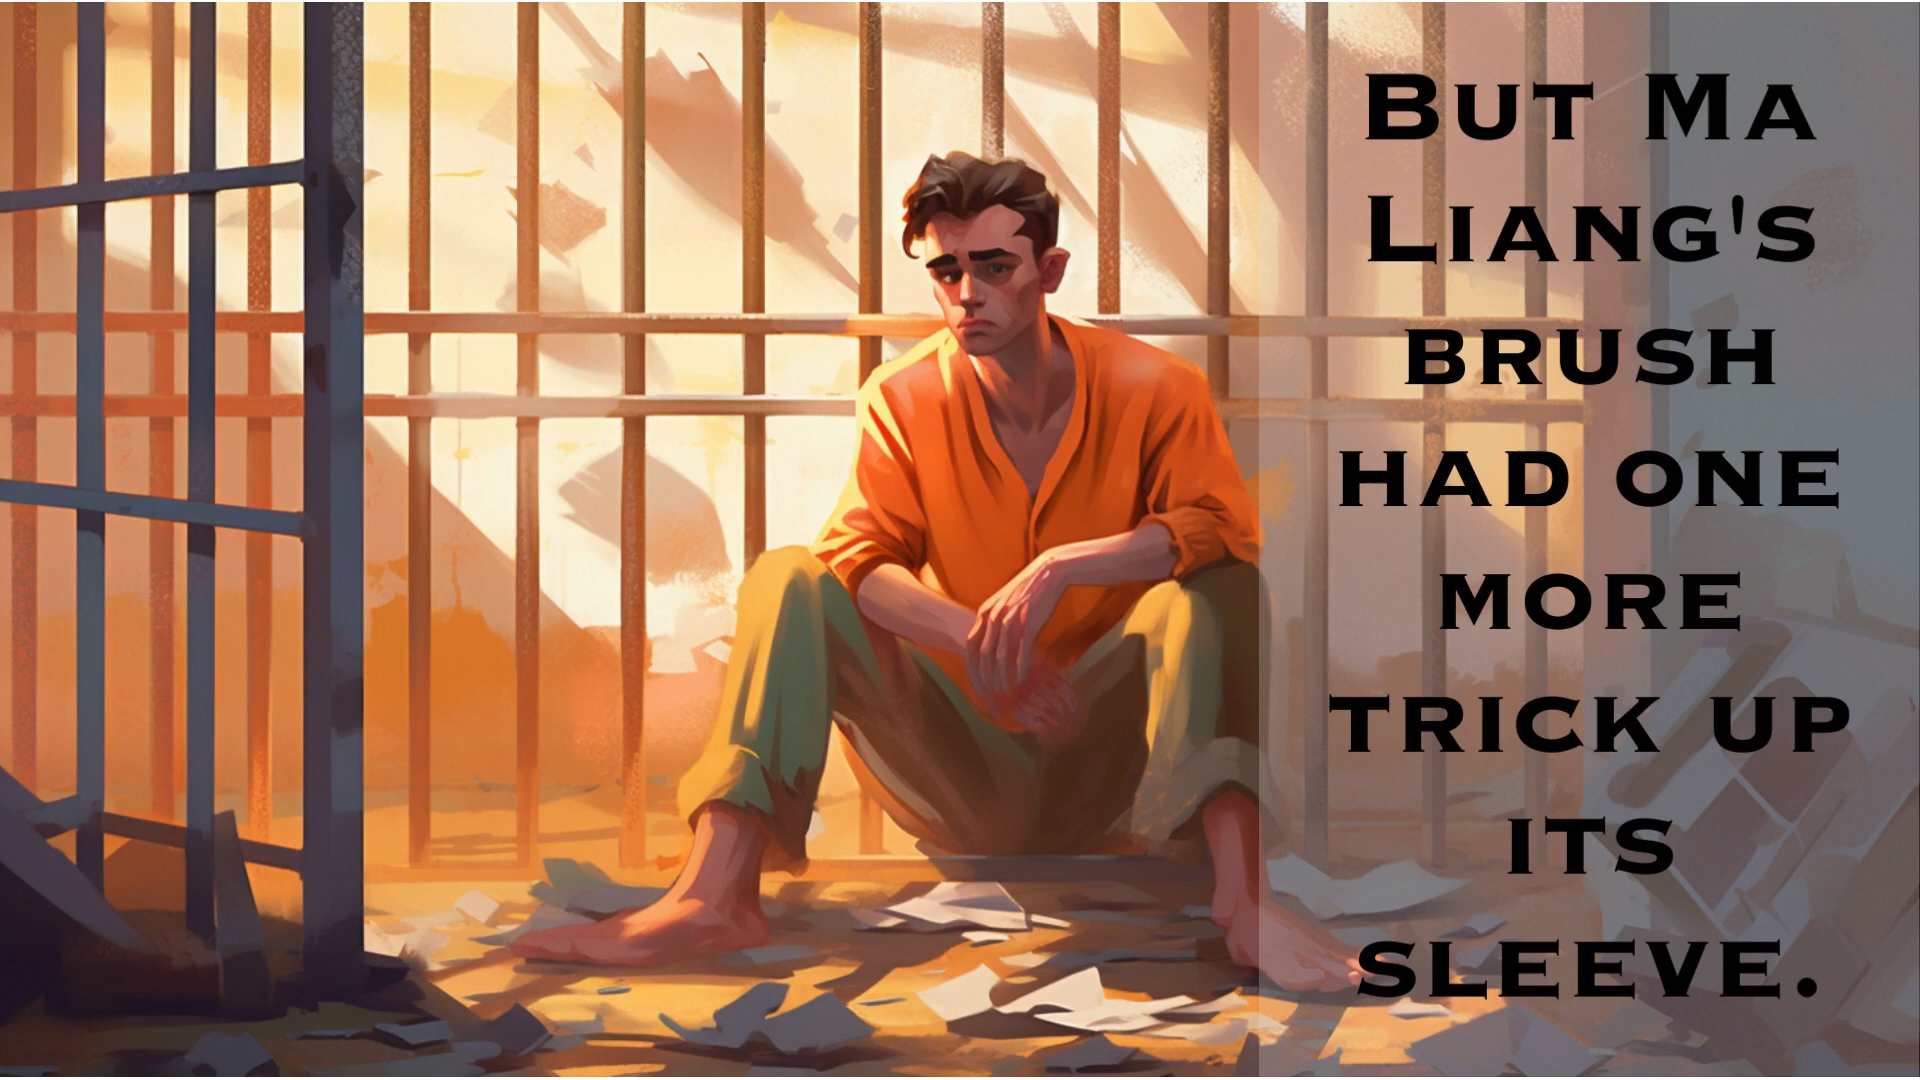 But Ma
Liang's
brush
had one
more
trick up
its
sleeve.